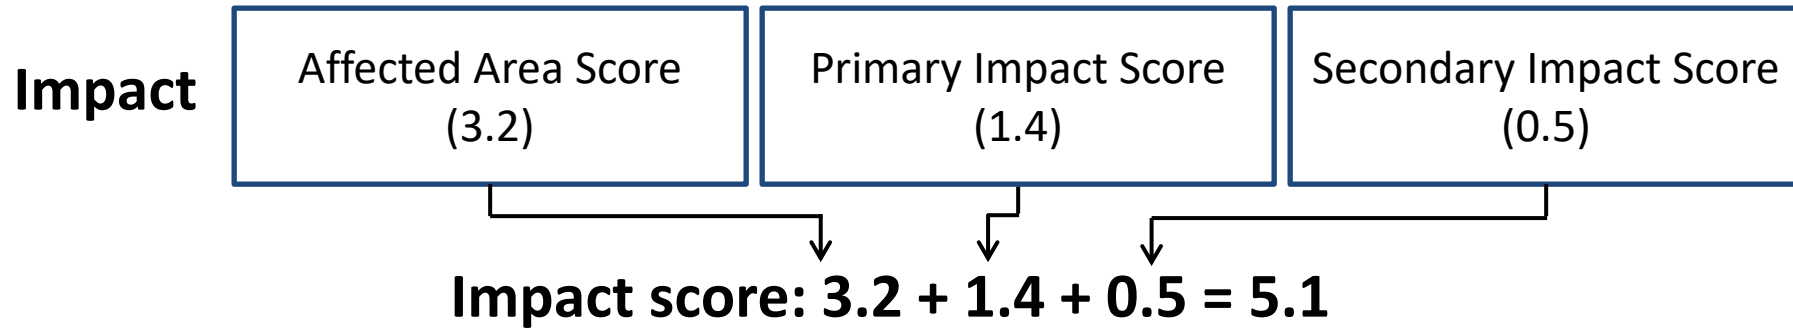 Impact
Affected Area Score
(3.2)
Primary Impact Score
(1.4)
Secondary Impact Score
(0.5)
Impact score: 3.2 + 1.4 + 0.5 = 5.1